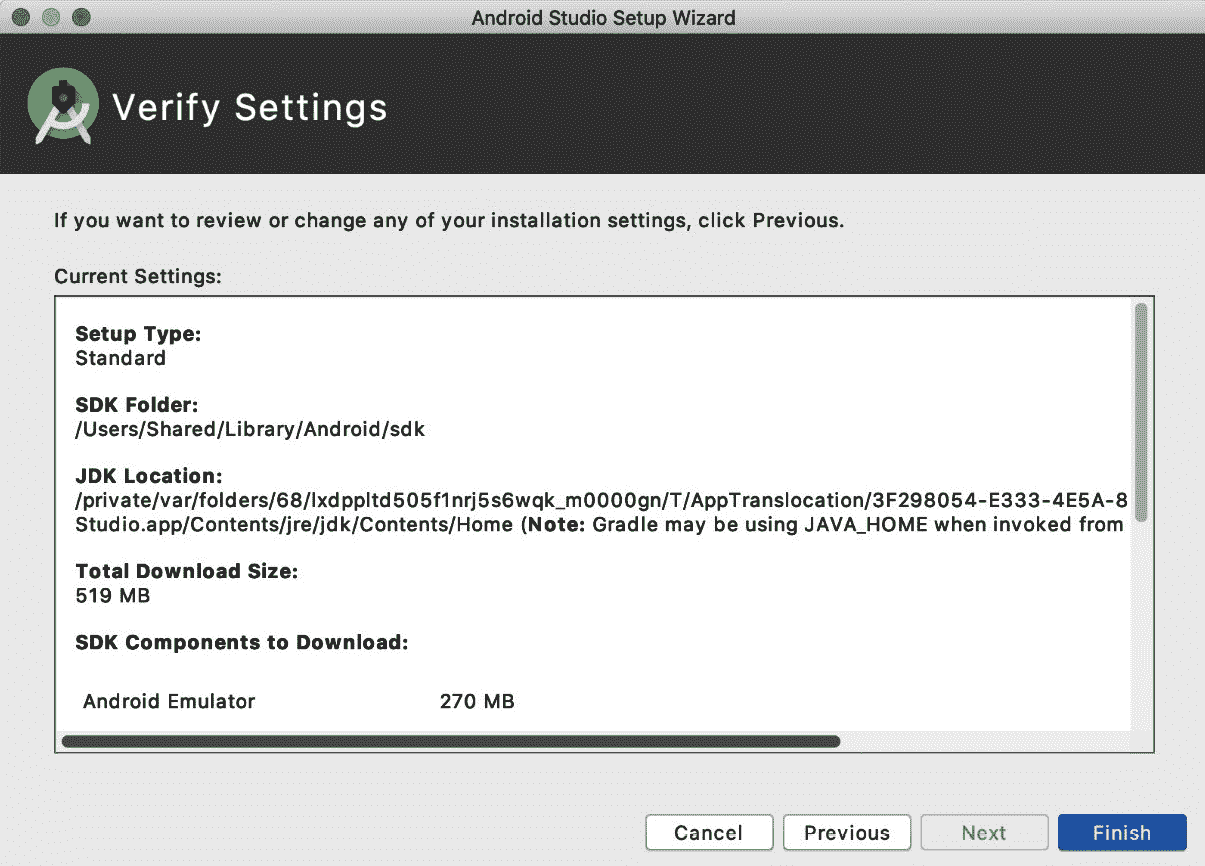 Android Studio Setup Wizard
Verify Settings
If you want to review or change any of your installation settings, click Previous.
Current Settings:
Setup Type:
Standard
SDK Folder:
/Users/Shared/Library/Android/sdk
JDK Location:
/private/var/folders/68/lxdppltd505f1nrj5s6wqk_m0000gn/T/AppTranslocation/3F298054-E333-4E5A-8
Studio.app/Contents/jre/jdk/Contents/Home (Note: Gradle may be using JAVA_HOME when invoked from
Total Download Size:
519 MB
SDK Components to Download:
Android Emulator 270 MB
Cancel Previous Next Finish